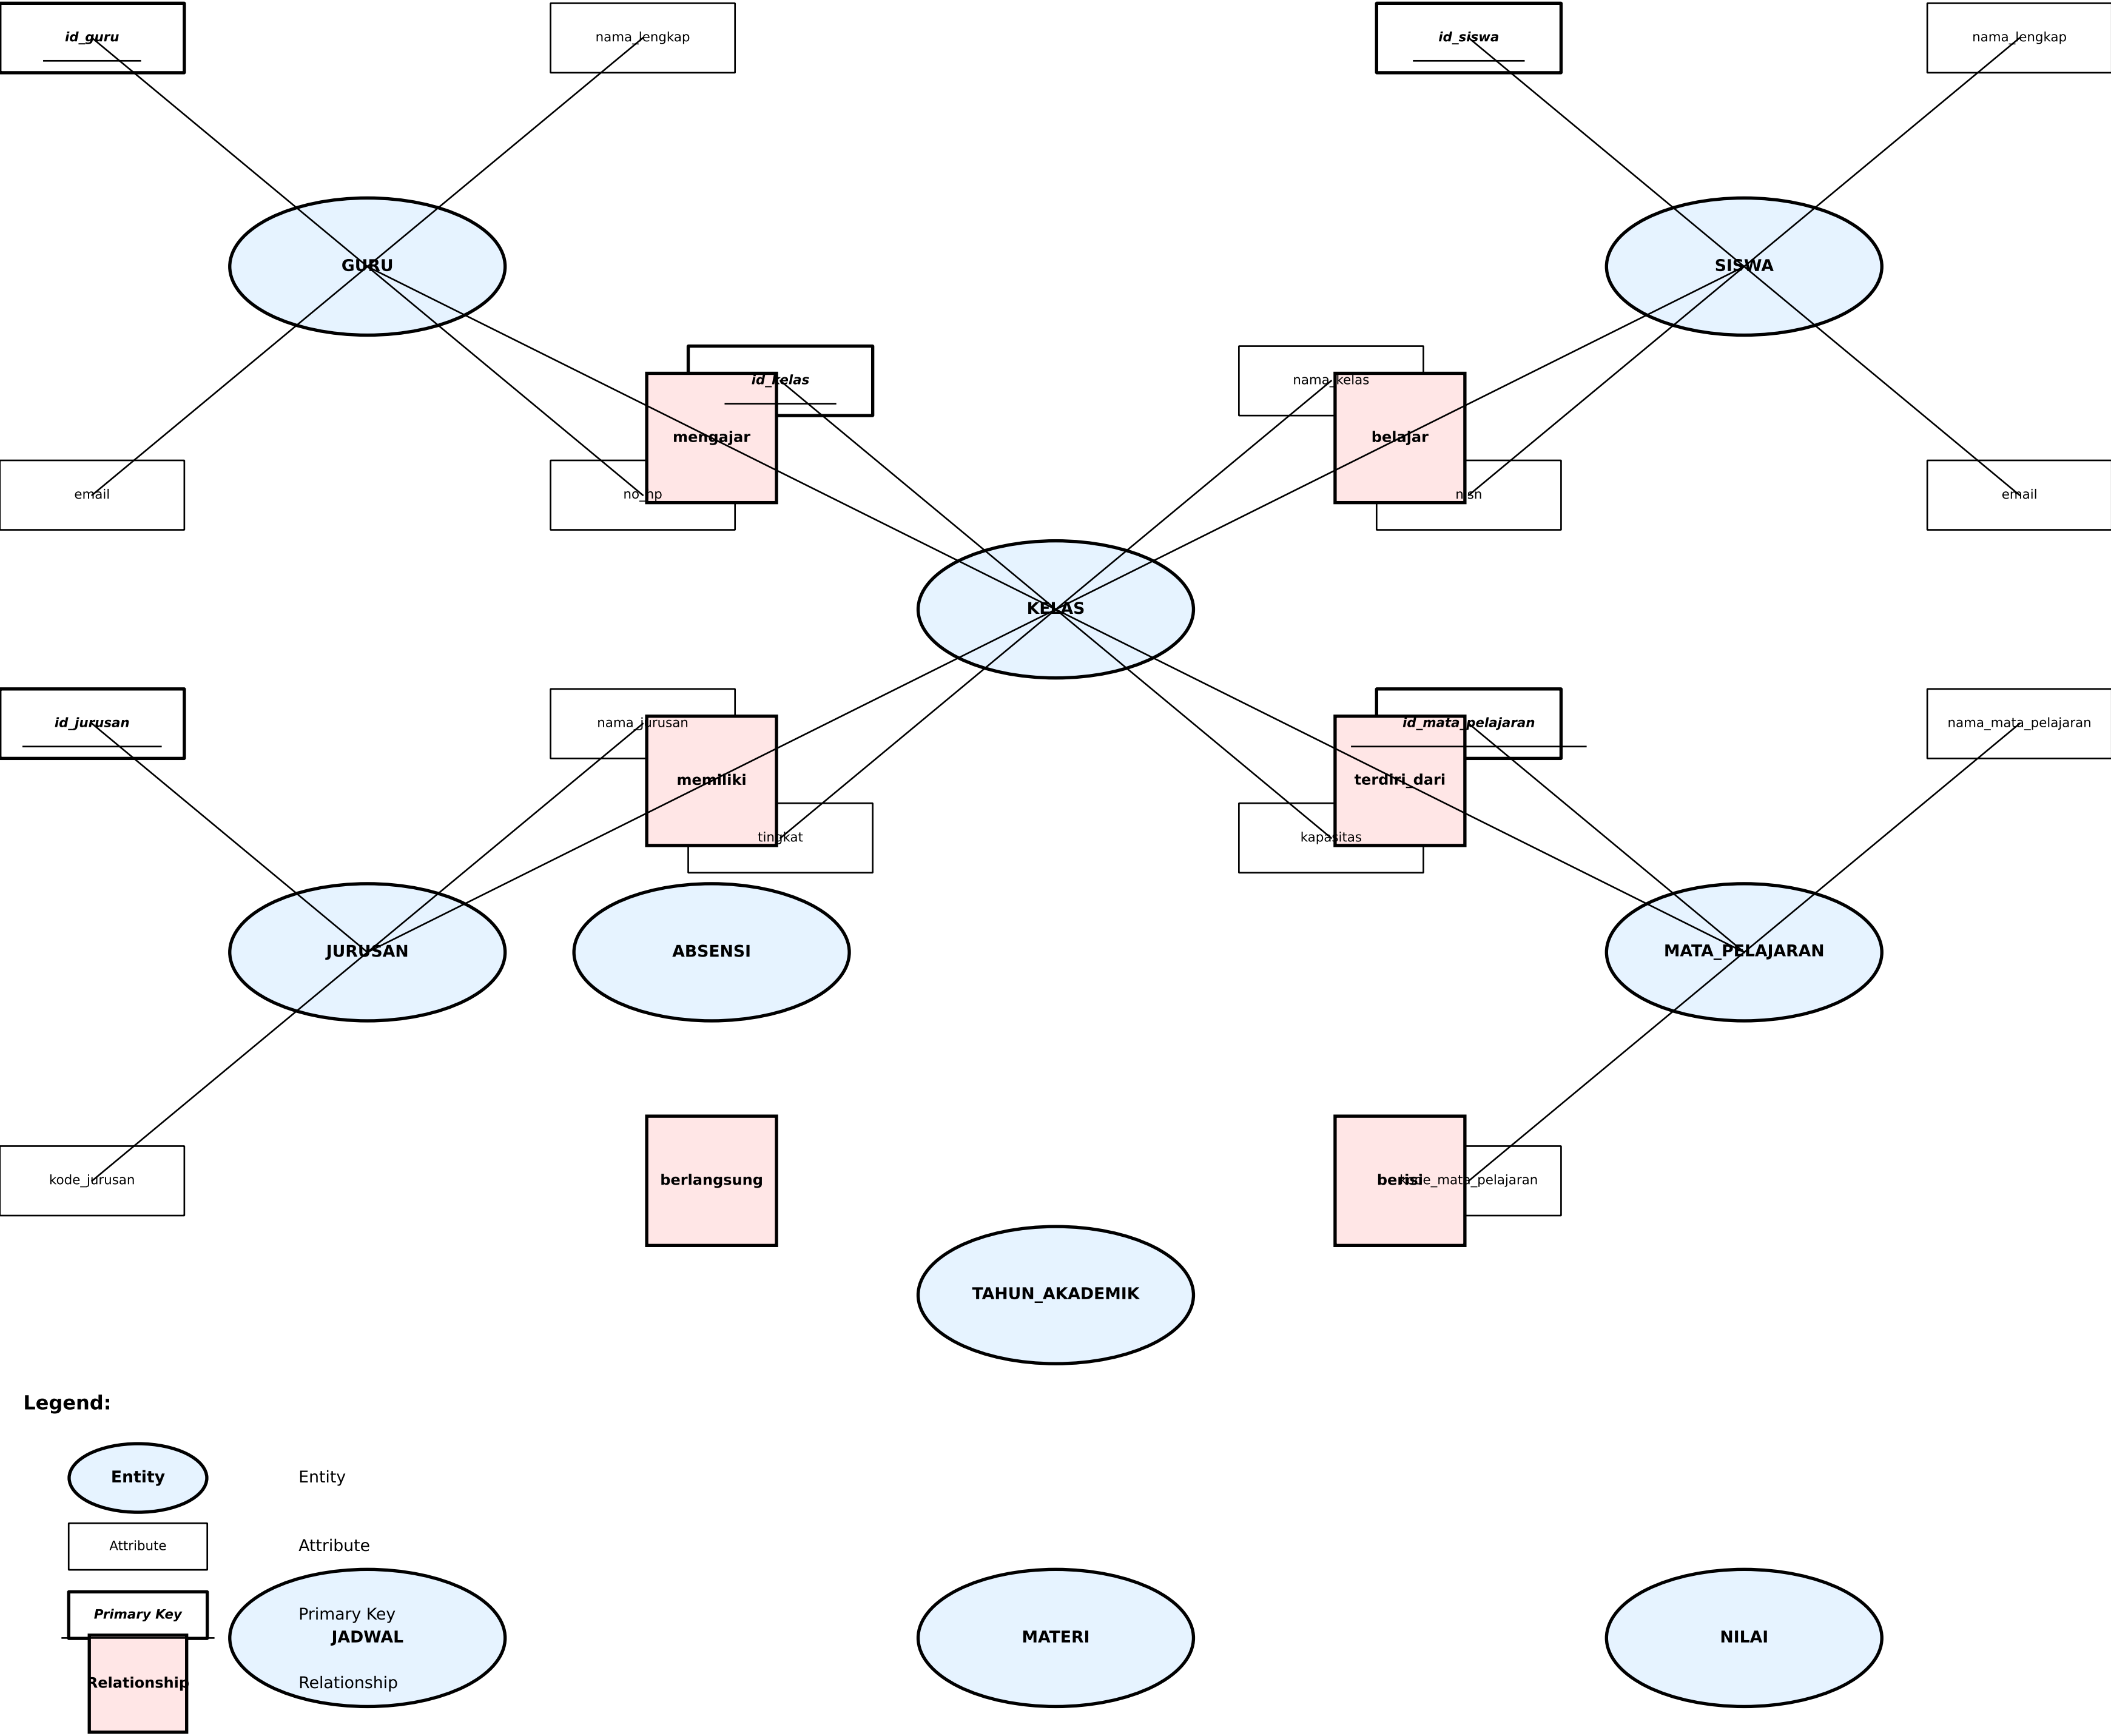 id_guru
nama_lengkap
id_siswa
nama_lengkap
GURU
SISWA
id_kelas
nama_kelas
mengajar
belajar
email
no_hp
nisn
email
KELAS
id_jurusan
nama_jurusan
id_mata_pelajaran
nama_mata_pelajaran
memiliki
terdiri_dari
tingkat
kapasitas
JURUSAN
ABSENSI
MATA_PELAJARAN
kode_jurusan
berlangsung
berisi
kode_mata_pelajaran
TAHUN_AKADEMIK
Legend:
Entity
Entity
Attribute
Attribute
Primary Key
Primary Key
JADWAL
MATERI
NILAI
Relationship
Relationship